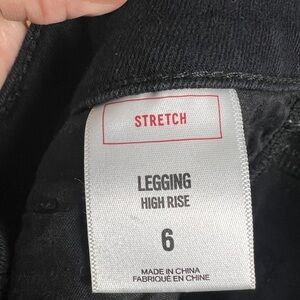 STRETCH
LEGGING
HIGH RISE
6
MADE IN CHINA
FABRIQUÉ EN CHINE